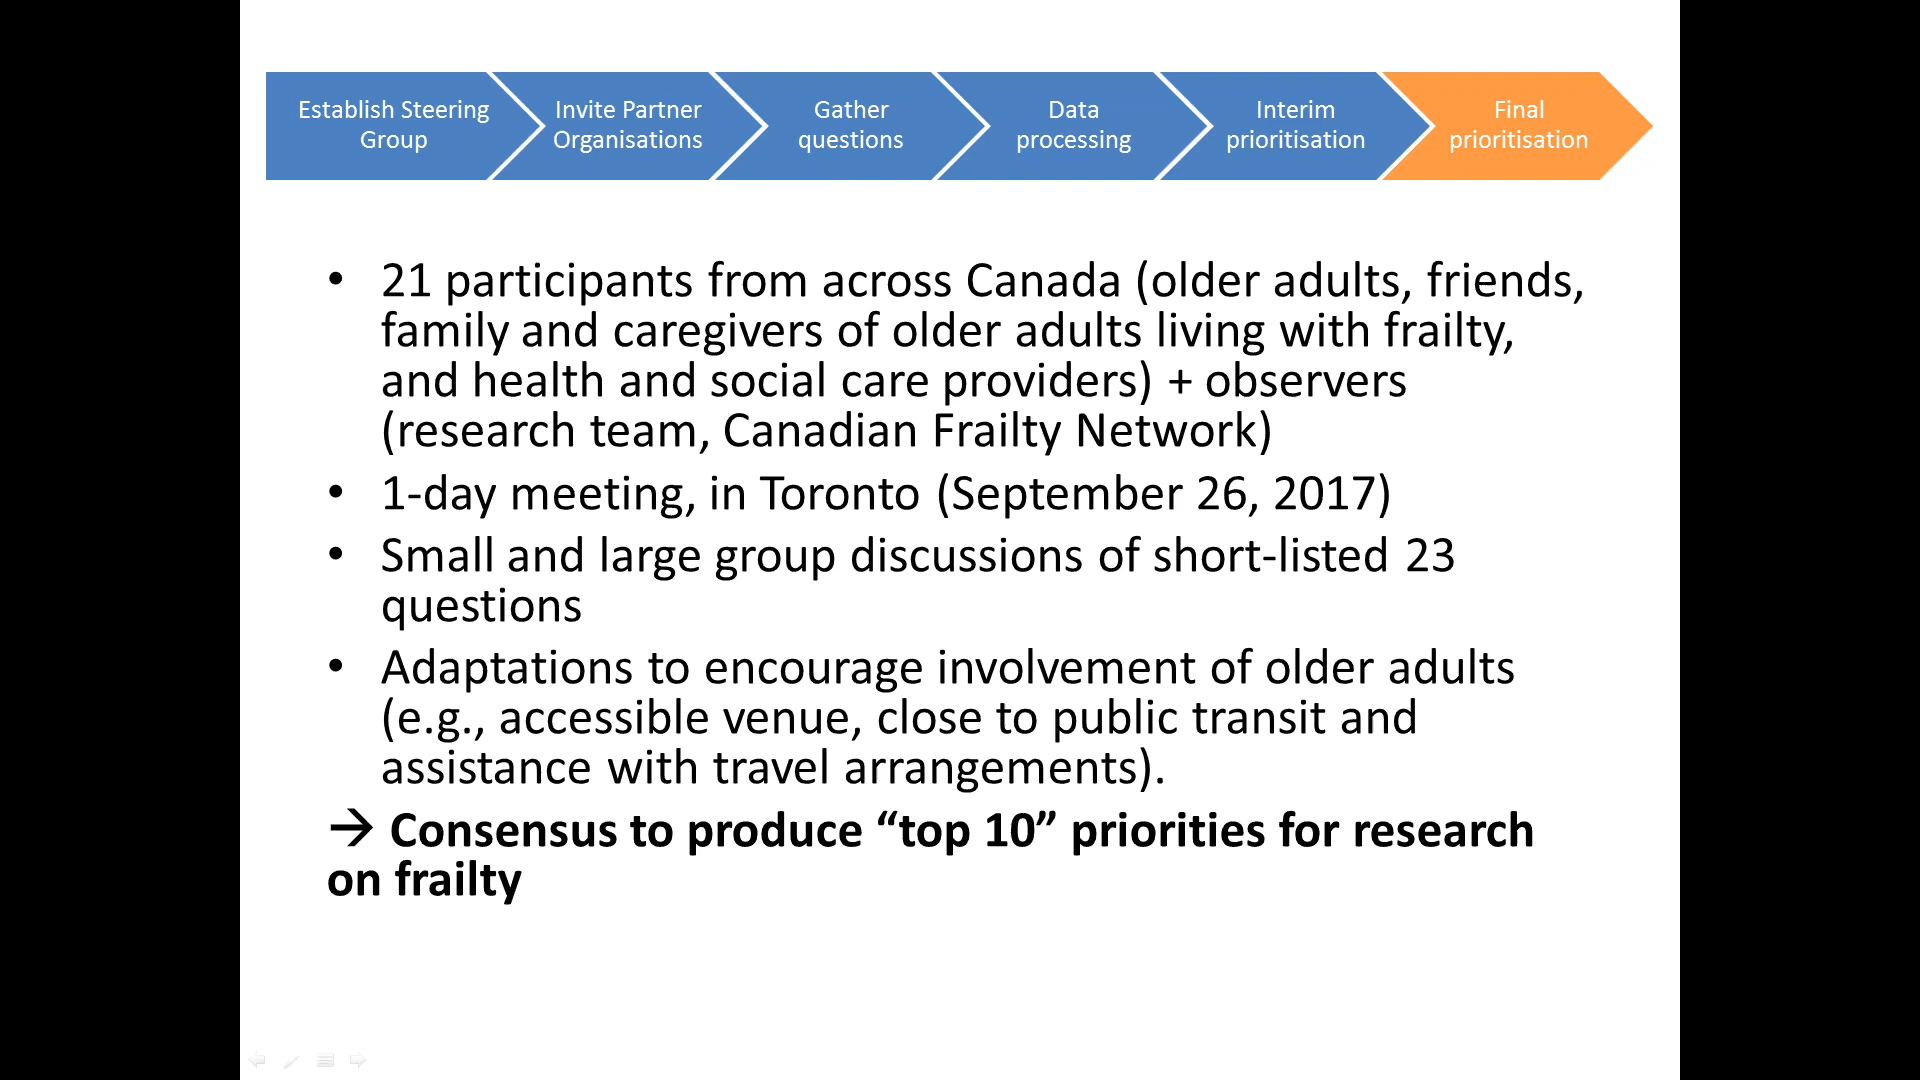 Establish Steering
Group
Invite Partner
Organisations
Gather
questions
Data
processing
Interim
prioritisation
Final
prioritisation
• 21 participants from across Canada (older adults, friends,
family and caregivers of older adults living with frailty,
and health and social care providers) + observers
(research team, Canadian Frailty Network)
• 1-day meeting, in Toronto (September 26, 2017)
• Small and large group discussions of short-listed 23
questions
• Adaptations to encourage involvement of older adults
(e.g., accessible venue, close to public transit and
assistance with travel arrangements).
→ Consensus to produce “top 10” priorities for research
on frailty